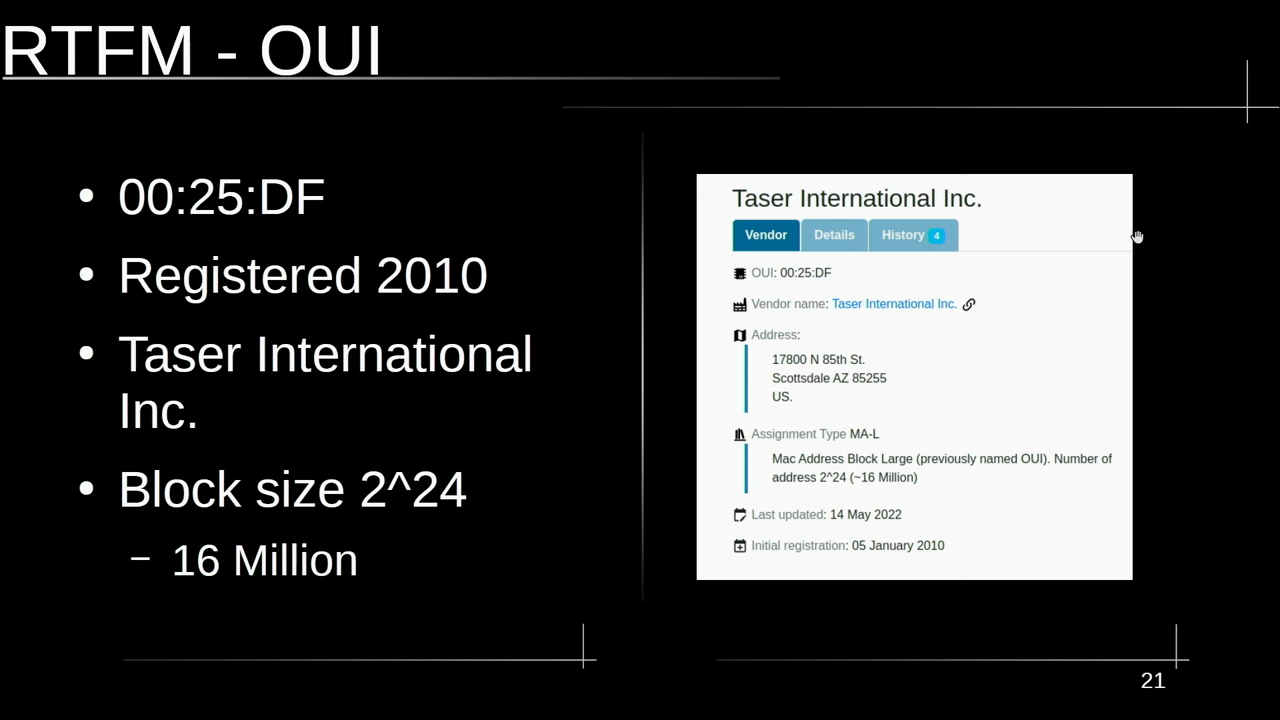 RTFM - OUI
• 00:25:DF
• Registered 2010
• Taser International
Inc.
• Block size 2^24
– 16 Million
Taser International Inc.
Vendor Details History 4
OUI: 00:25:DF
Vendor name: Taser International Inc.
Address:
17800 N 85th St.
Scottsdale AZ 85255
US.
Assignment Type MA-L
Mac Address Block Large (previously named OUI). Number of
address 2^24 (~16 Million)
Last updated: 14 May 2022
Initial registration: 05 January 2010
21